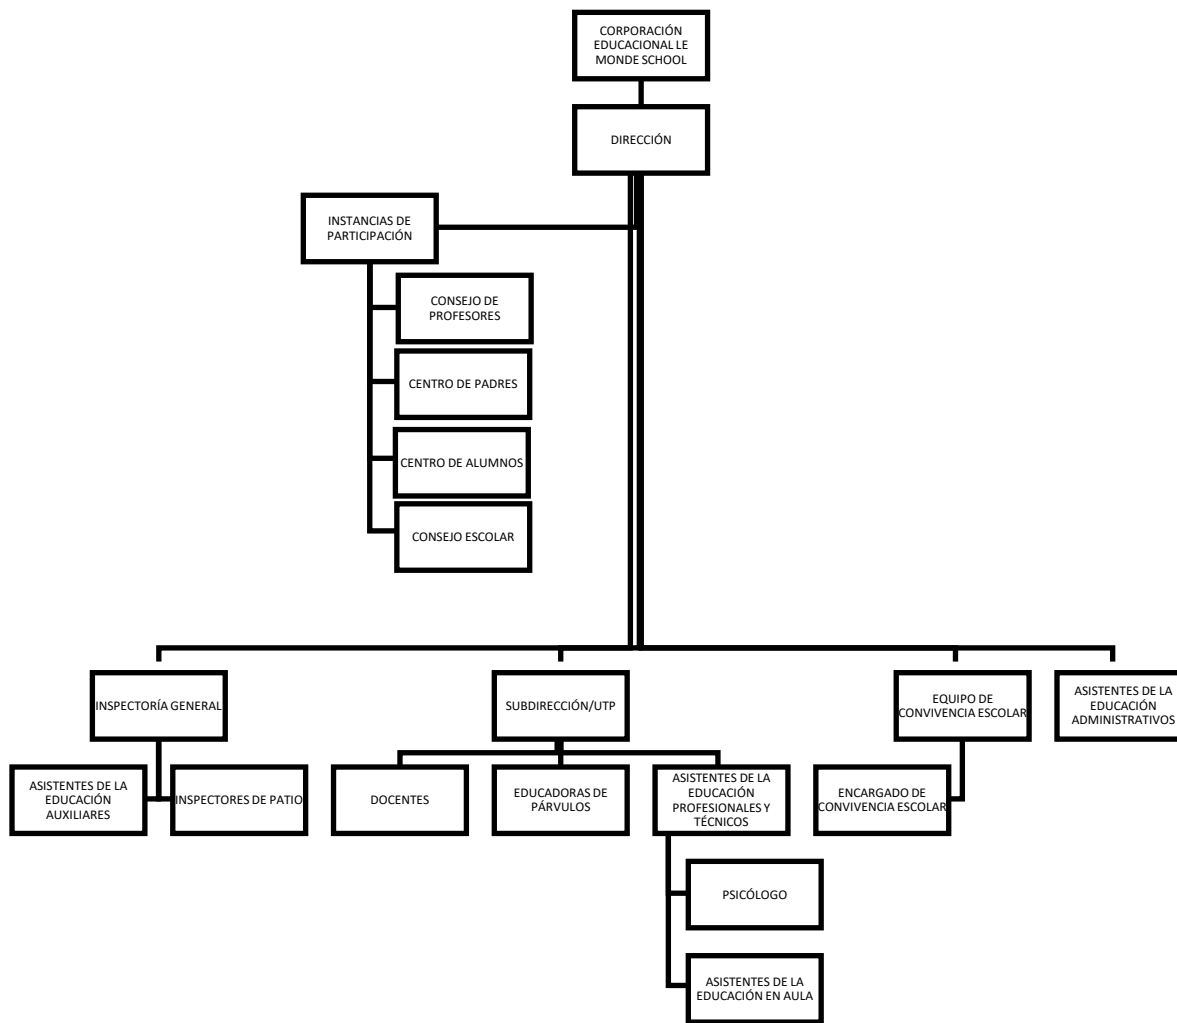 CORPORACIÓN
EDUCACIONAL LE
MONDE SCHOOL
DIRECCIÓN
INSTANCIAS DE
PARTICIPACIÓN
CONSEJO DE
PROFESORES
CENTRO DE PADRES
CENTRO DE ALUMNOS
CONSEJO ESCOLAR
INSPECTORÍA GENERAL
SUBDIRECCIÓN/UTP
EQUIPO DE
CONVIVENCIA ESCOLAR
ASISTENTES DE LA
EDUCACIÓN
ADMINISTRATIVOS
ASISTENTES DE LA
EDUCACIÓN
AUXILIARES
INSPECTORES DE PATIO
DOCENTES
EDUCADORAS DE
PÁRVULOS
ASISTENTES DE LA
EDUCACIÓN
PROFESIONALES Y
TÉCNICOS
ENCARGADO DE
CONVIVENCIA ESCOLAR
PSICÓLOGO
ASISTENTES DE LA
EDUCACIÓN EN AULA